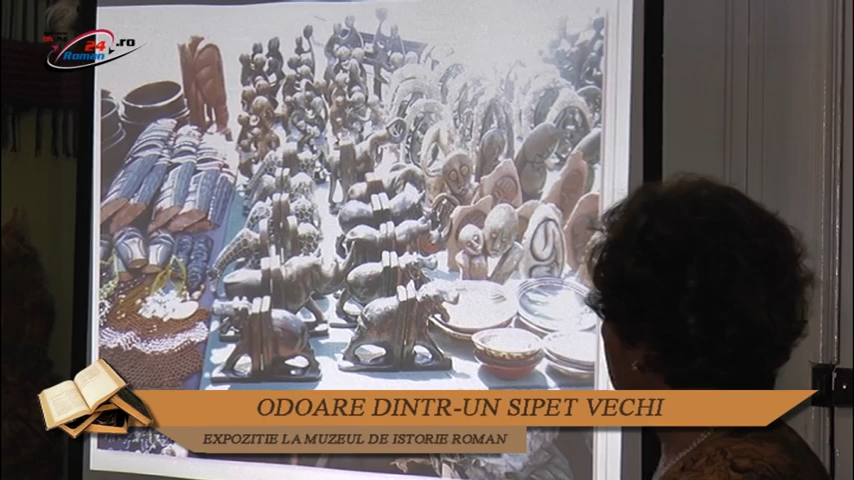 24.ro
Roman
ODOARE DINTR-UN SIPET VECHI
EXPOZITIE LA MUZEUL DE ISTORIE ROMAN